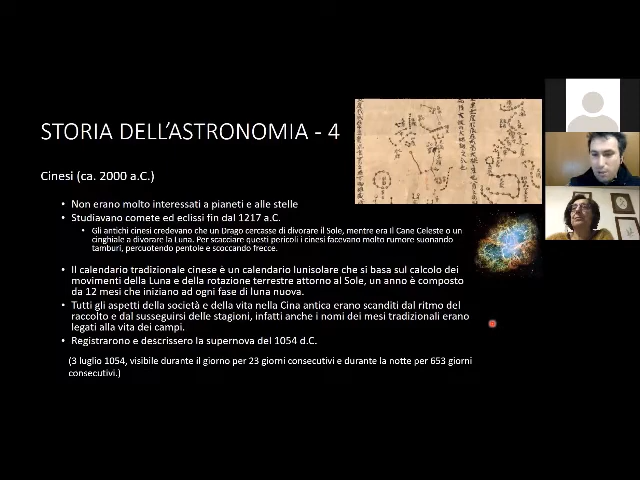 STORIA DELL'ASTRONOMIA - 4
Cinesi (ca. 2000 a.C.)
• Non erano molto interessati a pianeti e alle stelle
• Studiavano comete ed eclissi fin dal 1217 a.C.
• Gli antichi cinesi credevano che un Drago cercasse di divorare il Sole, mentre era Il Cane Celeste o un
cinghiale a divorare la Luna. Per scacciare questi pericoli i cinesi facevano molto rumore suonando
tamburi, percuotendo pentole e scoccando frecce.
• Il calendario tradizionale cinese è un calendario lunisolare che si basa sul calcolo dei
movimenti della Luna e della rotazione terrestre attorno al Sole, un anno è composto
da 12 mesi che iniziano ad ogni fase di luna nuova.
• Tutti gli aspetti della società e della vita nella Cina antica erano scanditi dal ritmo del
raccolto e dal susseguirsi delle stagioni, infatti anche i nomi dei mesi tradizionali erano
legati alla vita dei campi.
• Registrarono e descrissero la supernova del 1054 d.C.
(3 luglio 1054, visibile durante il giorno per 23 giorni consecutivi e durante la notte per 653 giorni
consecutivi.)